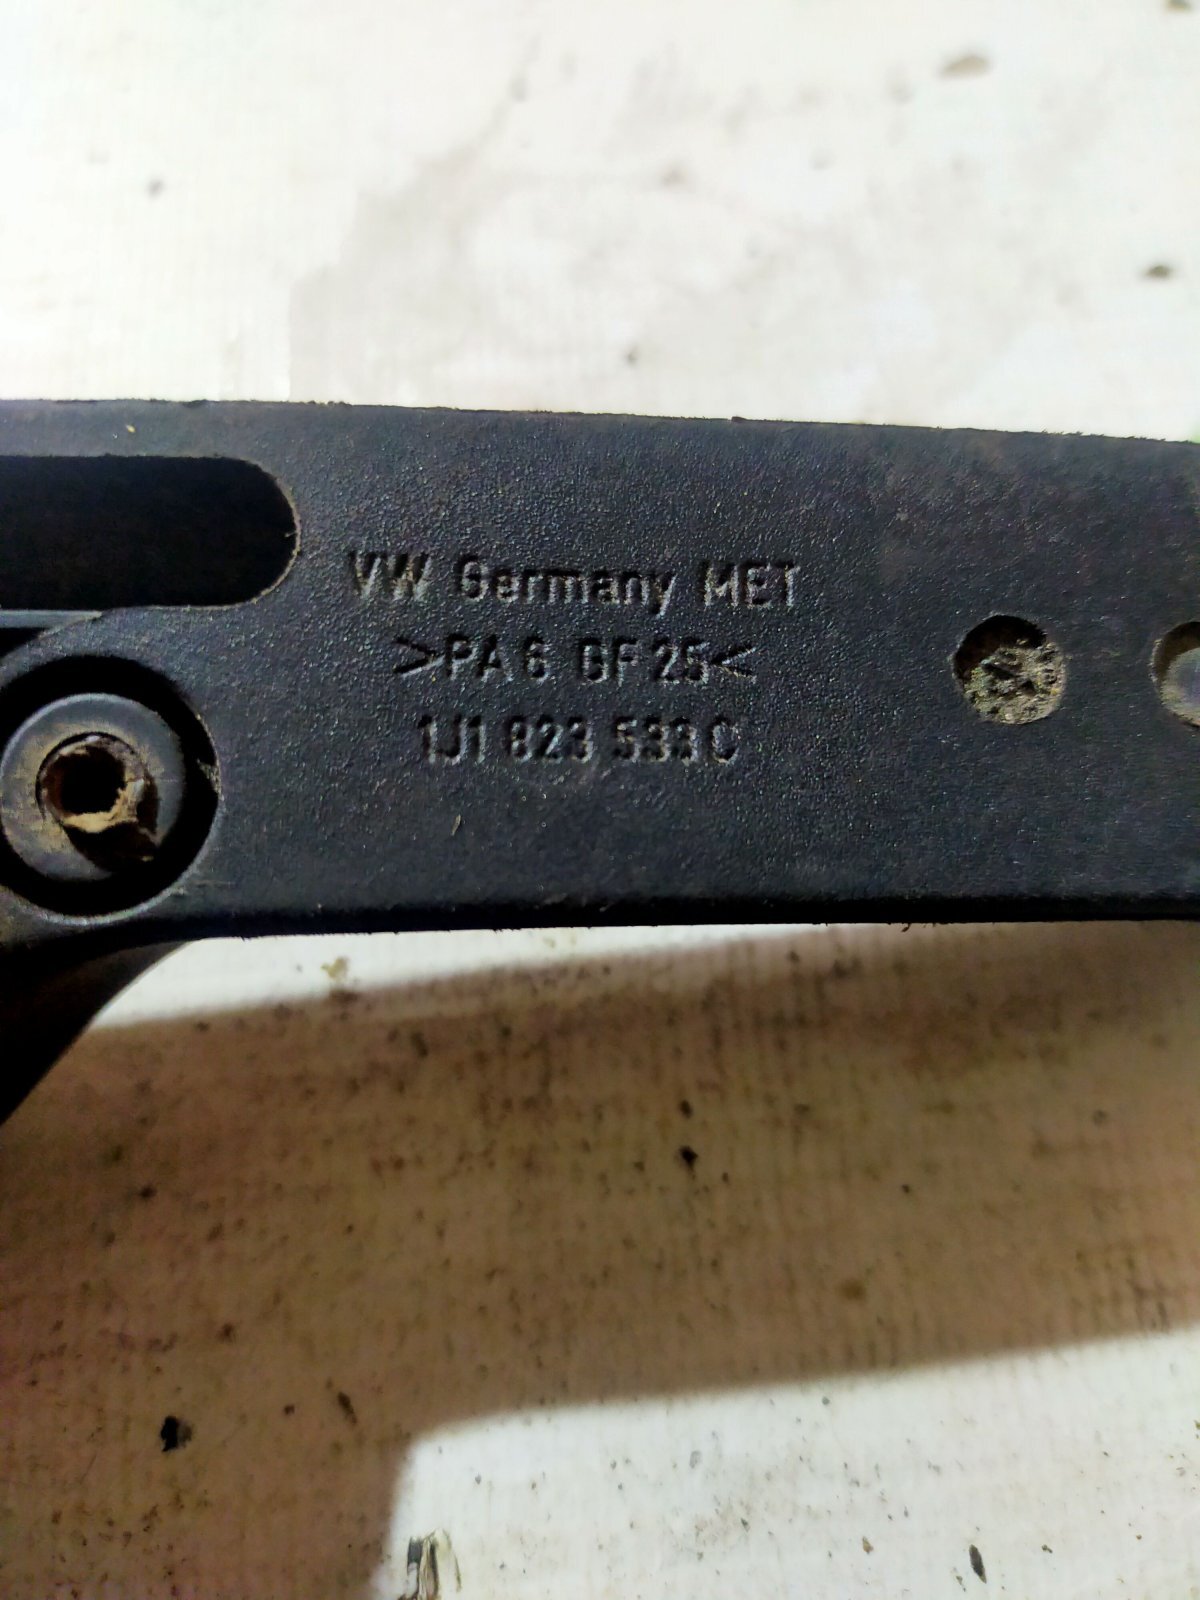 VW Germany MET
>PA 6 GF 25<
1J1 823 533 C